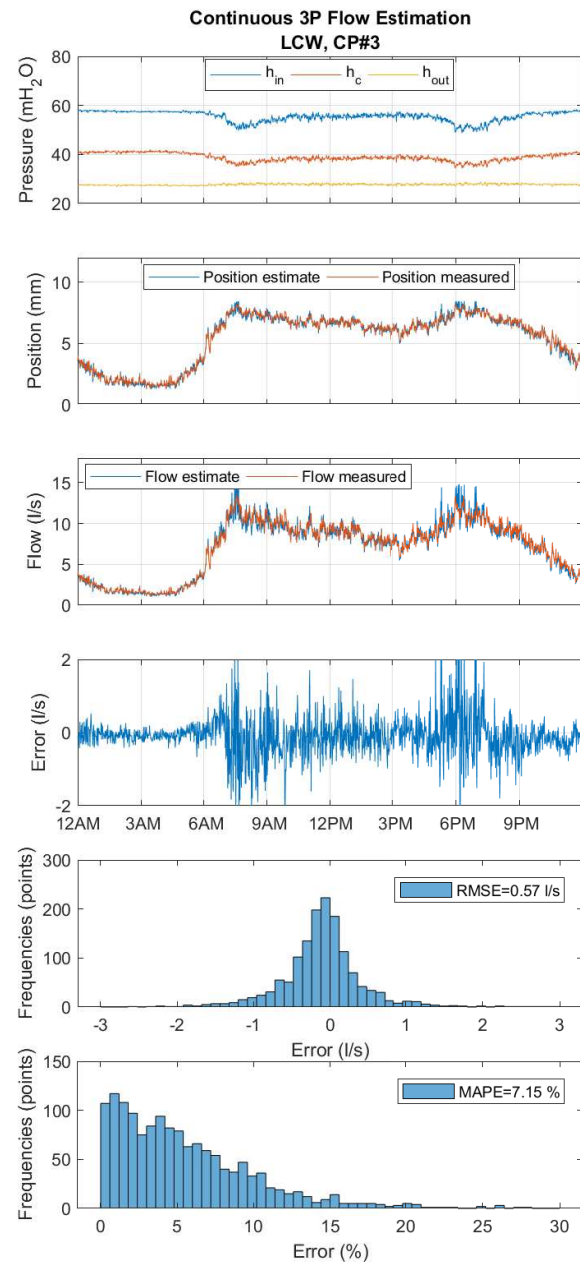 Continuous 3P Flow Estimation
LCW, CP#3
Pressure (mH2O)
80
60
40
20
h_in h_c h_out
Position (mm)
10
5
0
Position estimate Position measured
Flow (l/s)
15
10
5
0
Flow estimate Flow measured
Error (l/s)
2
0
-2
12AM 3AM 6AM 9AM 12PM 3PM 6PM 9PM
Frequencies (points)
300
200
100
0
RMSE=0.57 l/s
-3 -2 -1 0 1 2 3
Error (l/s)
Frequencies (points)
150
100
50
0
MAPE=7.15 %
0 5 10 15 20 25 30
Error (%)